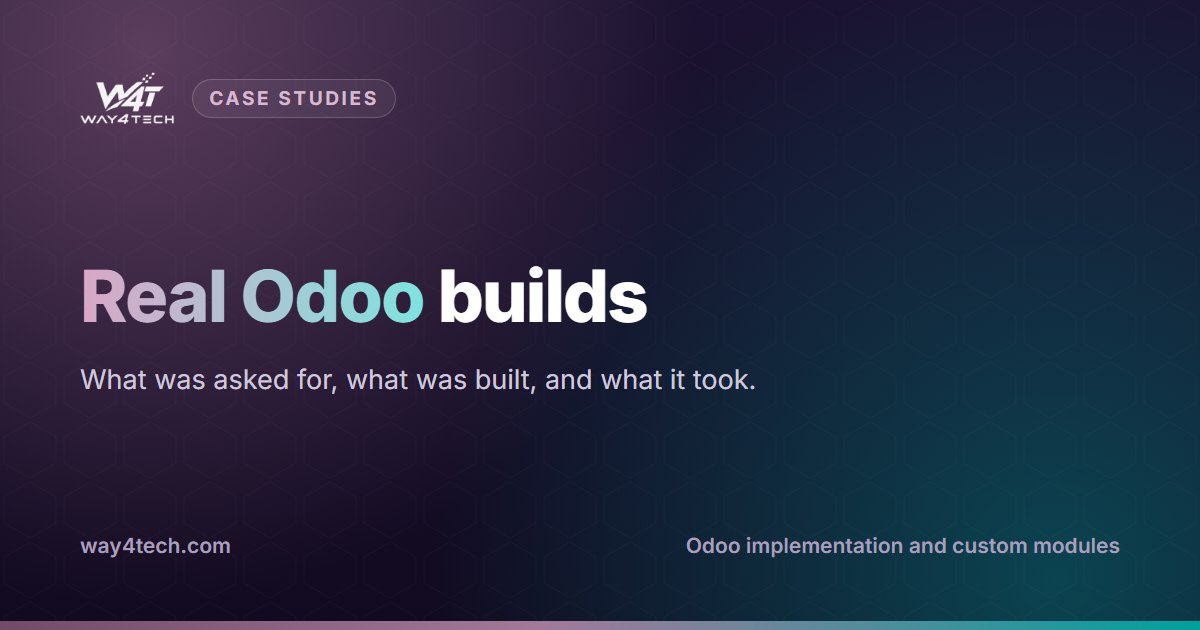 W4T
WAY4TECH
CASE STUDIES
Real Odoo builds
What was asked for, what was built, and what it took.
way4tech.com
Odoo implementation and custom modules